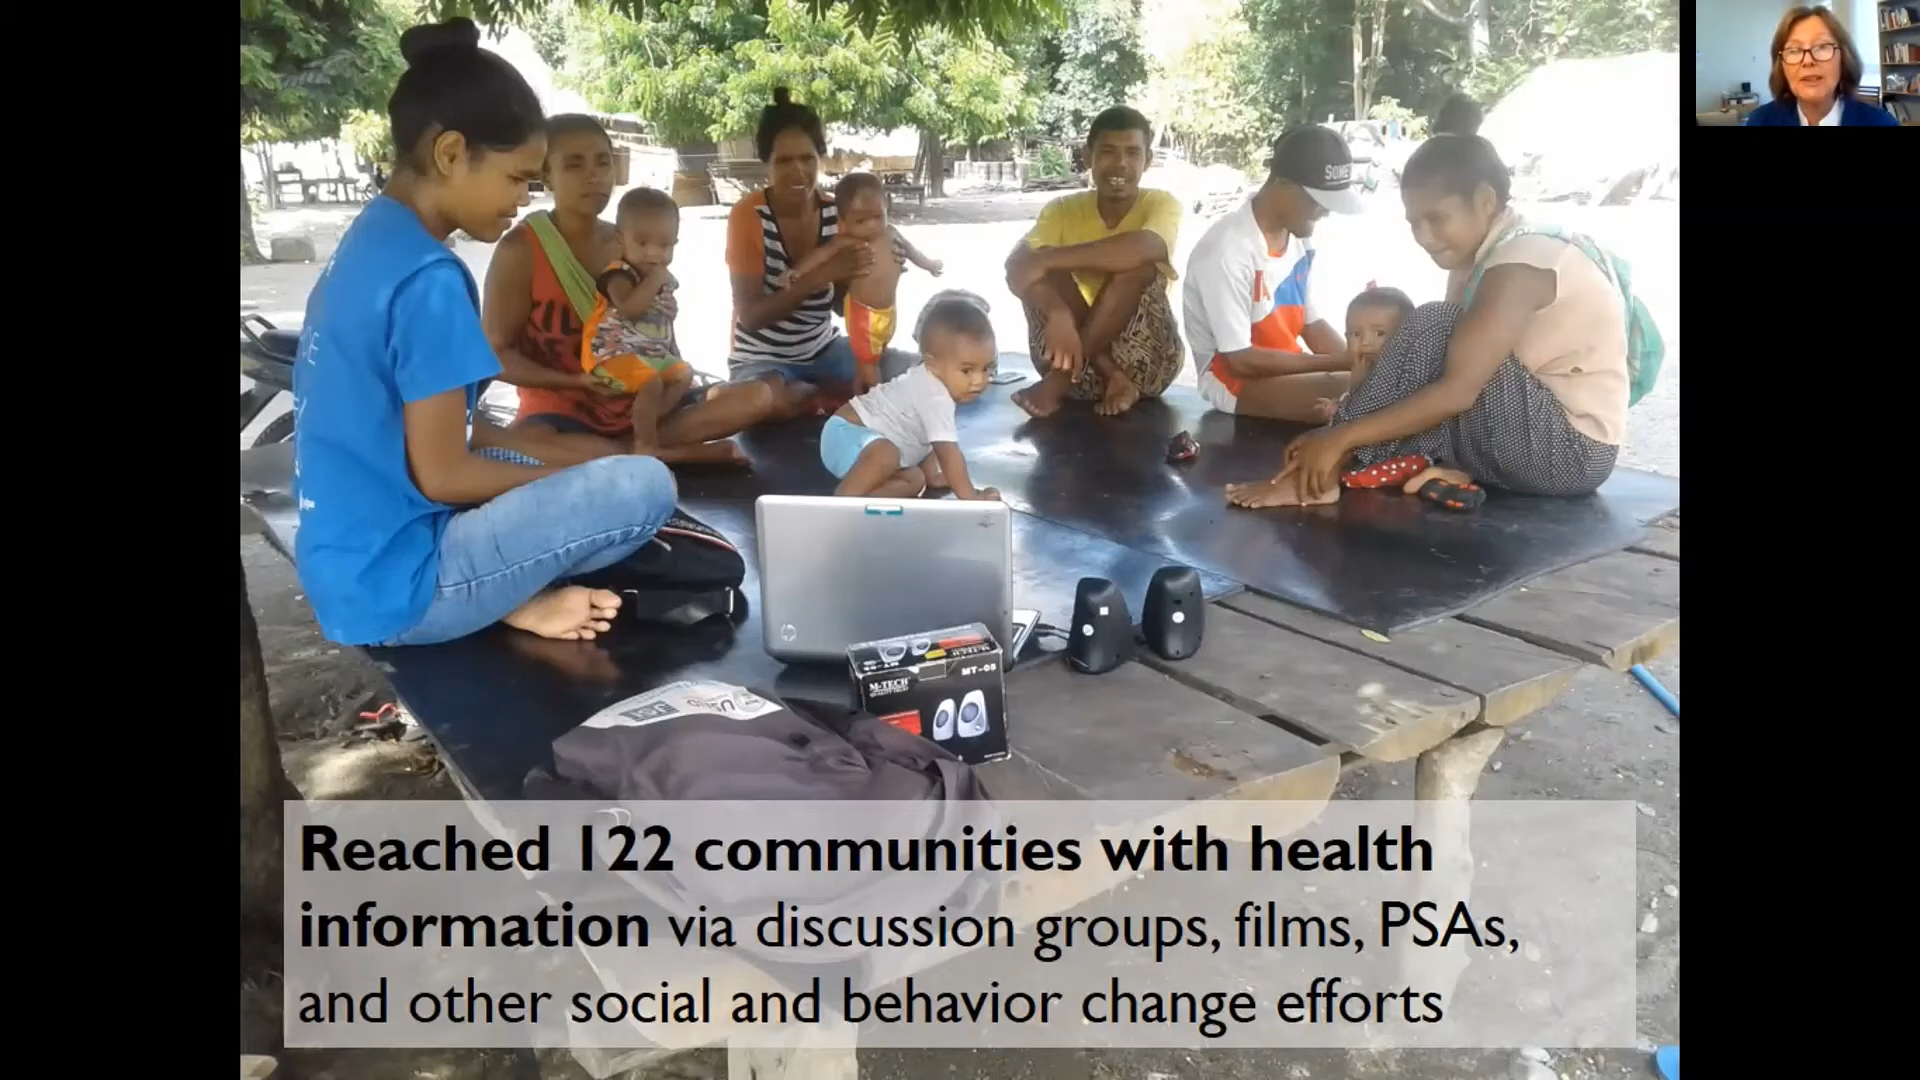 SOME
M-TECH
MT-05
Reached 122 communities with health
information via discussion groups, films, PSAs,
and other social and behavior change efforts